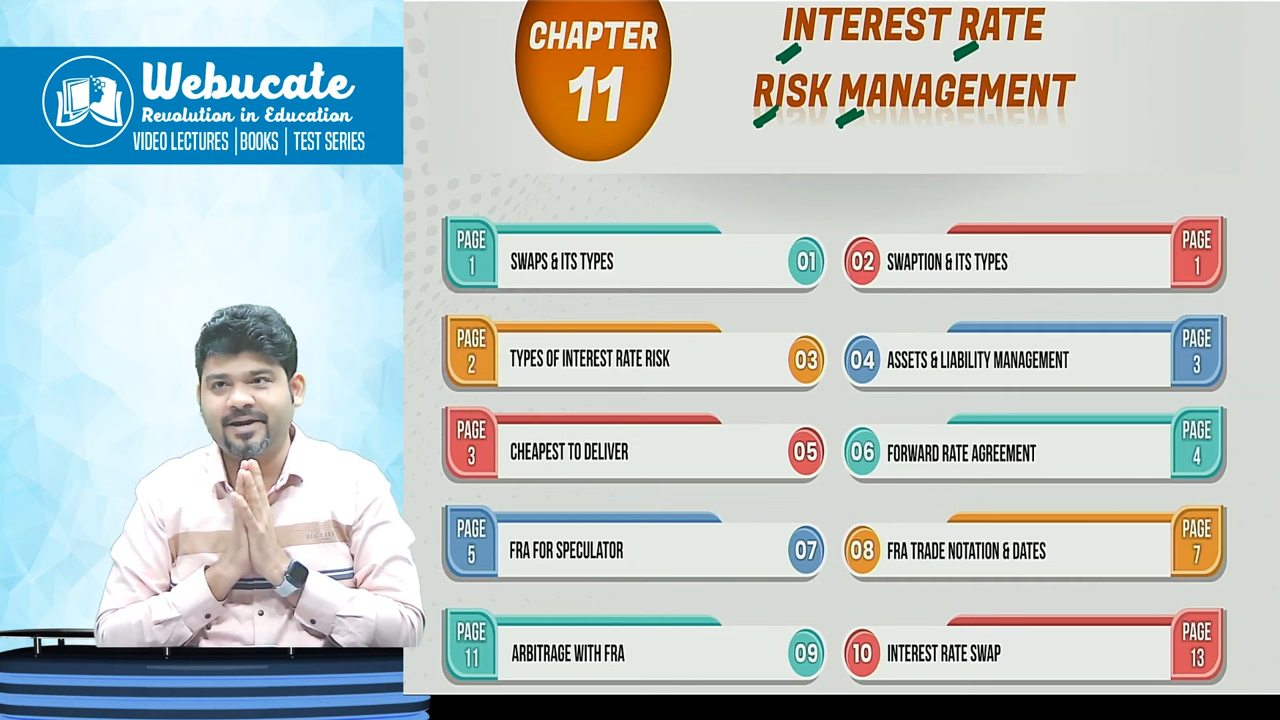 Webucate
Revolution in Education
VIDEO LECTURES | BOOKS | TEST SERIES
CHAPTER
11
INTEREST RATE
RISK MANAGEMENT
PAGE
1
SWAPS & ITS TYPES
01
02
SWAPTION & ITS TYPES
PAGE
1
PAGE
2
TYPES OF INTEREST RATE RISK
03
04
ASSETS & LIABILITY MANAGEMENT
PAGE
3
PAGE
3
CHEAPEST TO DELIVER
05
06
FORWARD RATE AGREEMENT
PAGE
4
PAGE
5
FRA FOR SPECULATOR
07
08
FRA TRADE NOTATION & DATES
PAGE
7
PAGE
11
ARBITRAGE WITH FRA
09
10
INTEREST RATE SWAP
PAGE
13